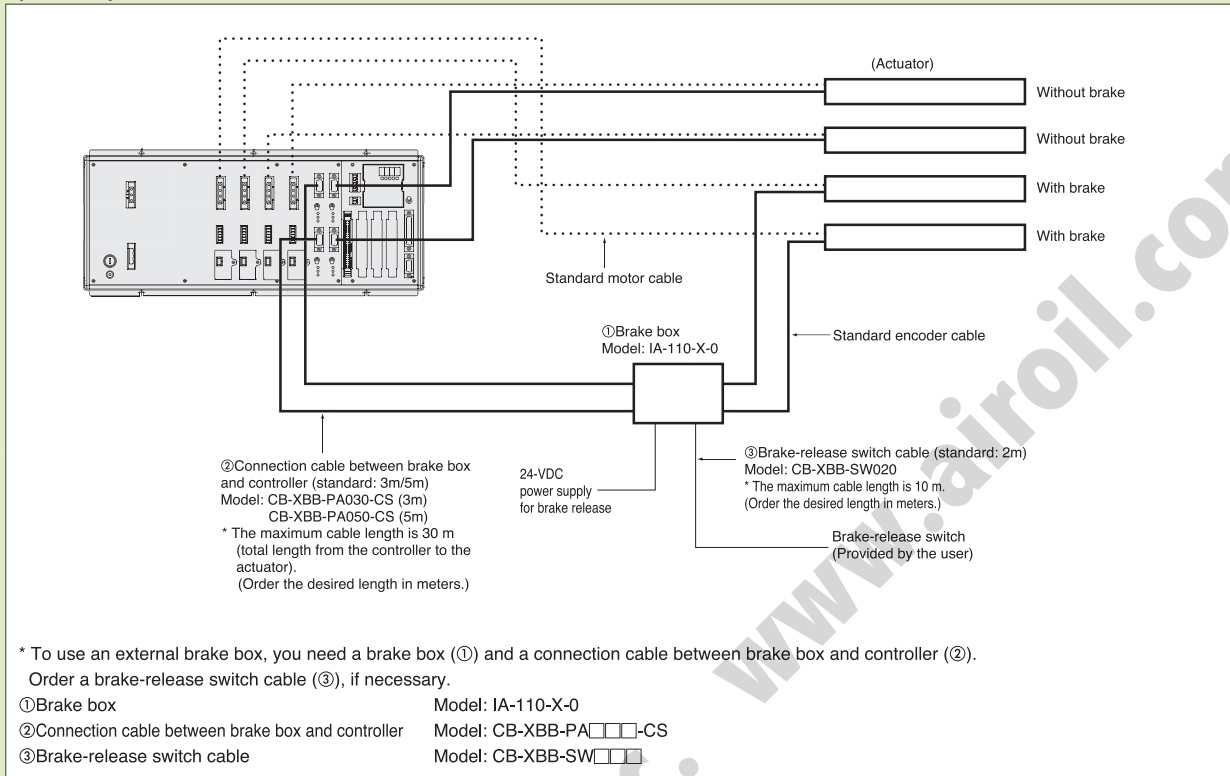 (Actuator)
Without brake
Without brake
With brake
With brake
Standard motor cable
①Brake box
Model: IA-110-X-0
Standard encoder cable
②Connection cable between brake box
and controller (standard: 3m/5m)
Model: CB-XBB-PA030-CS (3m)
CB-XBB-PA050-CS (5m)
* The maximum cable length is 30 m
(total length from the controller to the
actuator).
(Order the desired length in meters.)
24-VDC
power supply
for brake release
③Brake-release switch cable (standard: 2m)
Model: CB-XBB-SW020
* The maximum cable length is 10 m.
(Order the desired length in meters.)
Brake-release switch
(Provided by the user)
* To use an external brake box, you need a brake box (①) and a connection cable between brake box and controller (②).
Order a brake-release switch cable (③), if necessary.
①Brake box Model: IA-110-X-0
②Connection cable between brake box and controller Model: CB-XBB-PA□□□-CS
③Brake-release switch cable Model: CB-XBB-SW□□□
www.airoil.co